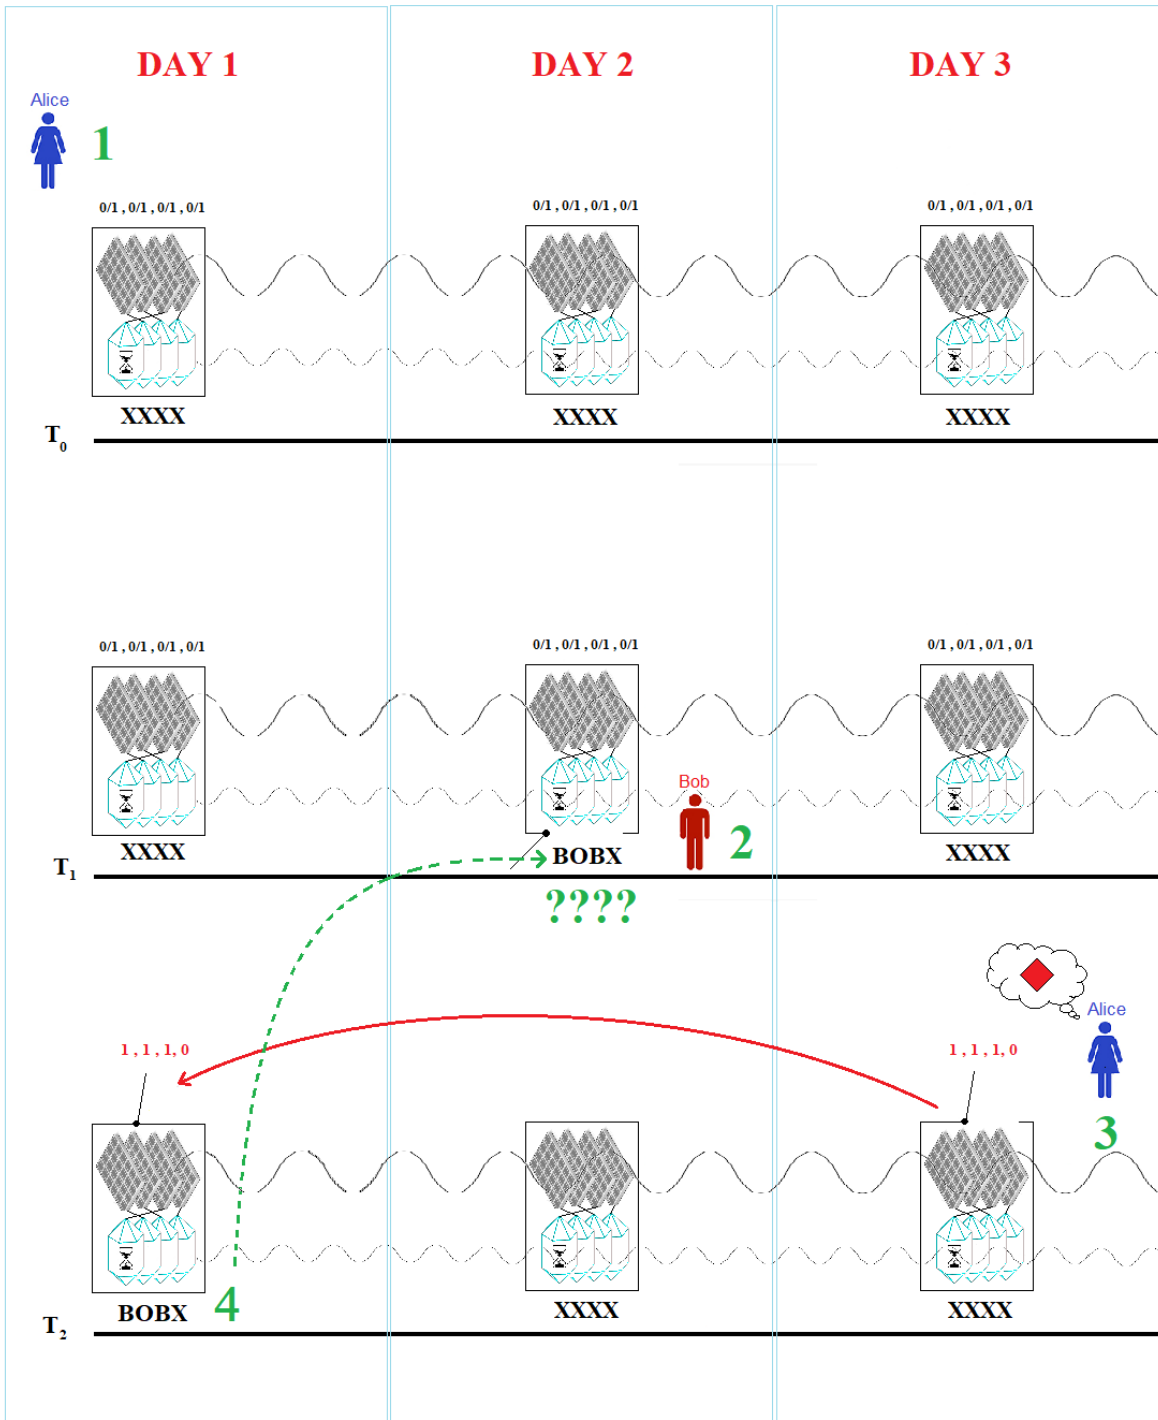 DAY 1 DAY 2 DAY 3
Alice
1
0/1 , 0/1 , 0/1 , 0/1 0/1 , 0/1 , 0/1 , 0/1 0/1 , 0/1 , 0/1 , 0/1
XXXX XXXX XXXX
T0
0/1 , 0/1 , 0/1 , 0/1 0/1 , 0/1 , 0/1 , 0/1 0/1 , 0/1 , 0/1 , 0/1
Bob
2
XXXX BOBX XXXX
T1
????
Alice
1 , 1 , 1, 0 1 , 1 , 1, 0
3
BOBX 4 XXXX XXXX
T2